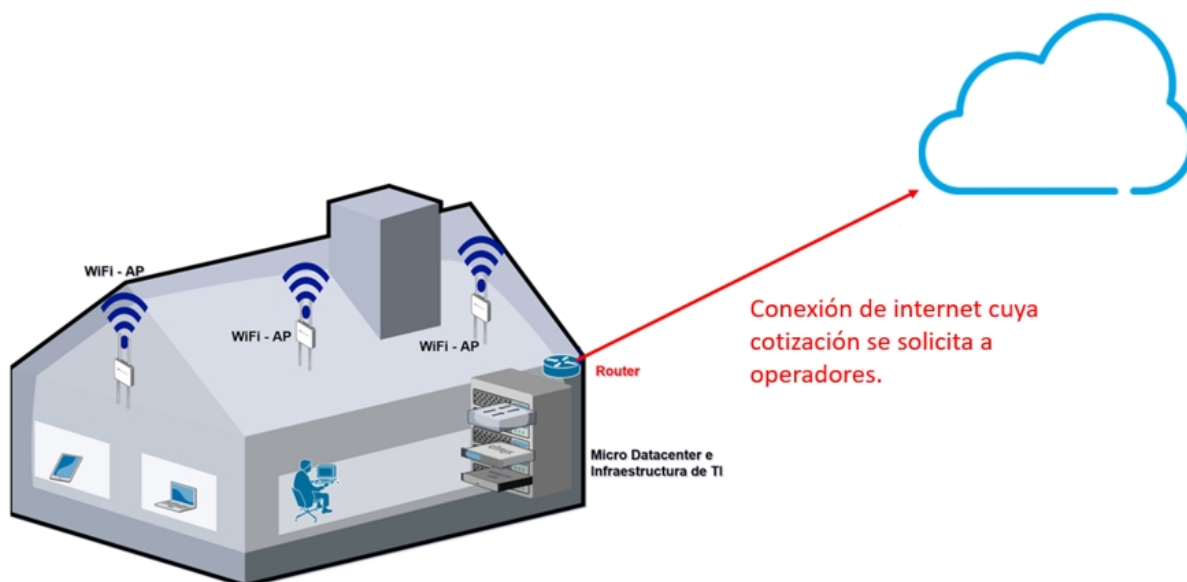 WiFi - AP
WiFi - AP
WiFi - AP
Router
Conexión de internet cuya
cotización se solicita a
operadores.
Micro Datacenter e
Infraestructura de TI
citrix